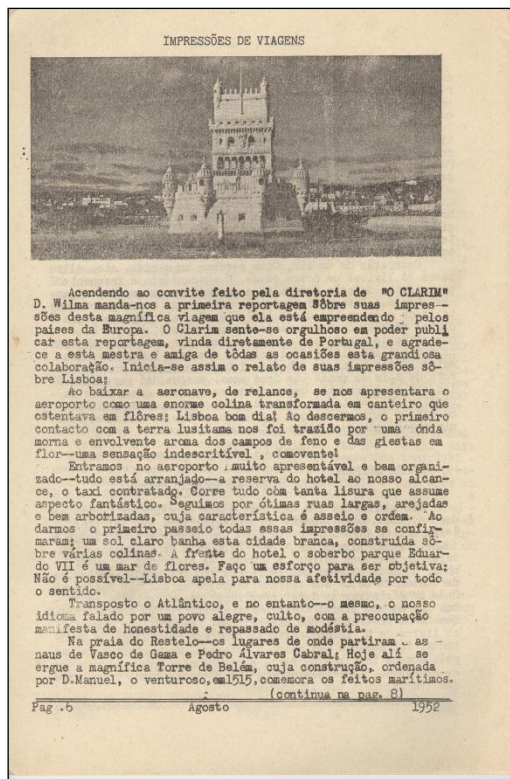 IMPRESSÕES DE VIAGENS
Acendendo ao convite feito pela diretoria de "O CLARIM"
D. Wilma manda-nos a primeira reportagem sôbre suas impres-
sões desta magnífica viagem que ela está empreendendo pelos
paises da Europa. O Clarim sente-se orgulhoso em poder publi
car esta reportagem, vinda diretamente de Portugal, e agrade-
ce a esta mestra e amiga de tôdas as ocasiões esta grandiosa
colaboração. Inicia-se assim o relato de suas impressões sô-
bre Lisboa:
Ao baixar a aeronave, de relance, se nos apresentara o
aeroporto como uma enorme colina transformada em canteiro que
ostentava em flôres: Lisboa bom dia! Ao descermos, o primeiro
contacto com a terra lusitana nos foi trazido por uma onda
morna e envolvente aroma dos campos de feno e das giestas em
flor--uma sensação indescritível , comovente!
Entramos no aeroporto muito apresentável e bem organi-
zado--tudo está arranjado--a reserva do hotel ao nosso alcan-
ce, o taxi contratado. Corre tudo com tanta lisura que assume
aspecto fantástico. Seguimos por ótimas ruas largas, arejadas
e bem arborizadas, cuja característica é asseio e ordem. Ao
darmos o primeiro passeio todas essas impressões se confir-
maram: um sol claro banha esta cidade branca, construida sô-
bre várias colinas. A frente do hotel o soberbo parque Eduar-
do VII é um mar de flores. Faço um esforço para ser objetiva:
Não é possível--Lisboa apela para nossa afetividade por todo
o sentido.
Transposto o Atlântico, e no entanto--o mesmo, o nosso
idioma falado por um povo alegre, culto, com a preocupação
manifesta de honestidade e repassado de modéstia.
Na praia do Restelo--os lugares de onde partiram as
naus de Vasco de Gama e Pedro Álvares Cabral: Hoje alí se
ergue a magnífica Torre de Belém, cuja construção, ordenada
por D.Manuel, o venturoso,em1515,comemora os feitos marítimos.
(continua na pag. 8)
Pag .6 Agosto 1952